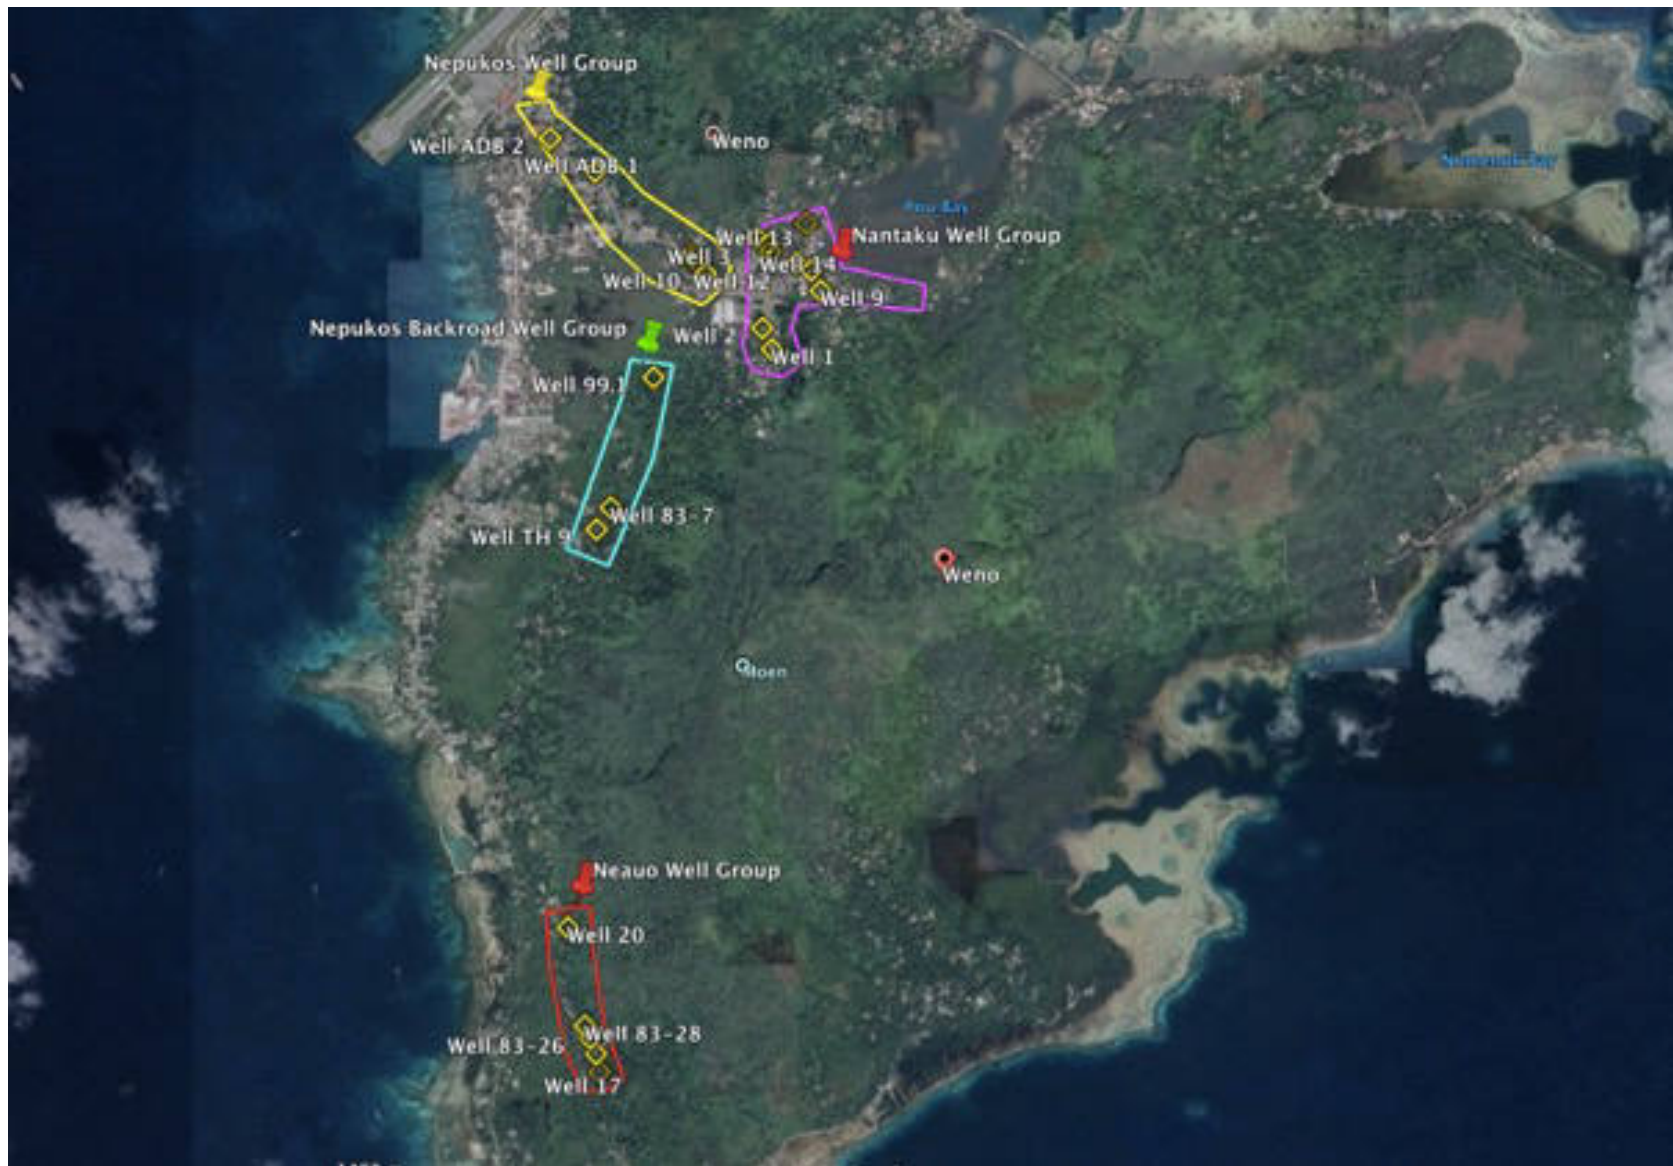 Nepukos Well Group
Well ADB 2
Weno
Well ADB 1
Pou Bay
Well 13
Nantaku Well Group
Well 3
Well 14
Well 10
Well 12
Well 9
Nepukos Backroad Well Group
Well 2
Well 1
Well 99.1
Well 83-7
Well TH 9
Weno
Moen
Neauo Well Group
Well 20
Well 83-28
Well 83-26
Well 17